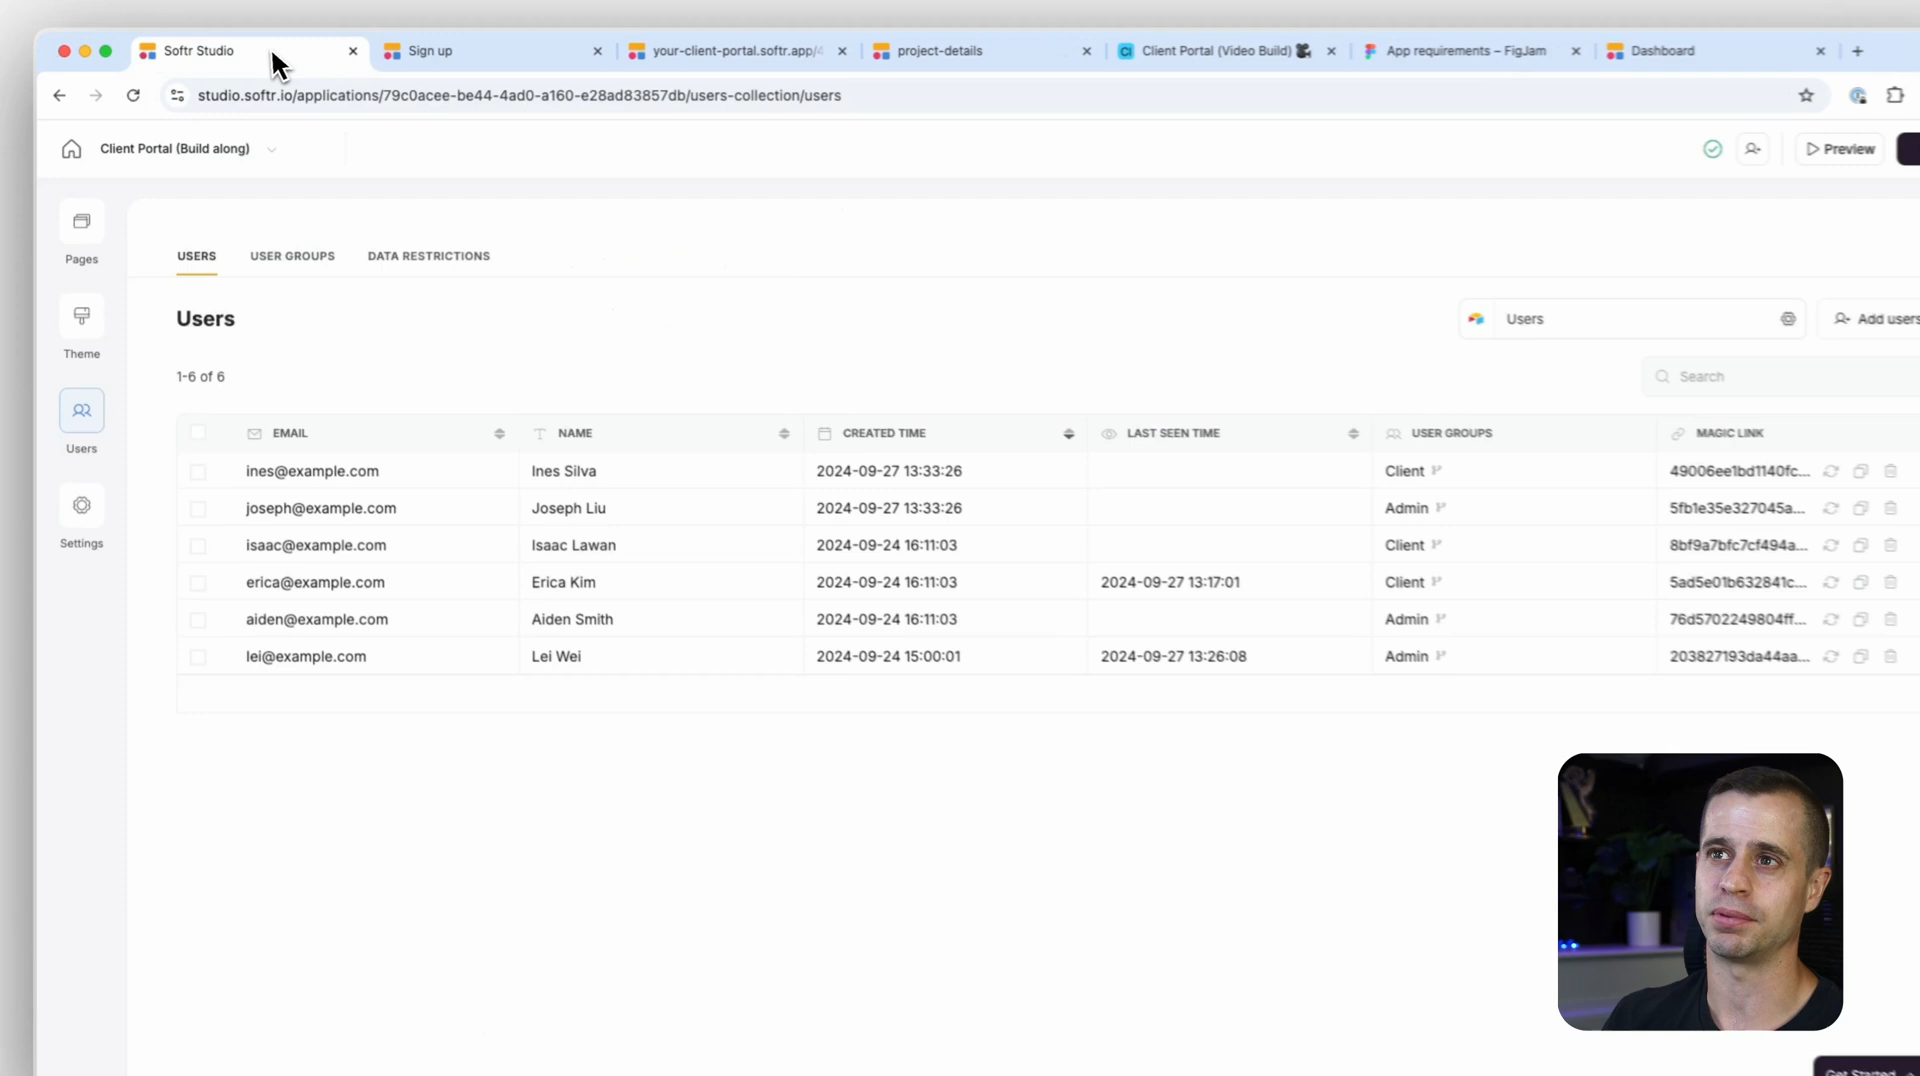 Softr Studio
Sign up
your-client-portal.softr.app/4
project-details
Client Portal (Video Build)
App requirements – FigJam
Dashboard
studio.softr.io/applications/79c0acee-be44-4ad0-a160-e28ad83857db/users-collection/users
Client Portal (Build along)
Preview
Pages
Theme
Users
Settings
USERS
USER GROUPS
DATA RESTRICTIONS
Users
Users
Add users
1-6 of 6
Search
EMAIL NAME CREATED TIME LAST SEEN TIME USER GROUPS MAGIC LINK
ines@example.com Ines Silva 2024-09-27 13:33:26 Client 49006ee1bd1140fc...
joseph@example.com Joseph Liu 2024-09-27 13:33:26 Admin 5fb1e35e327045a...
isaac@example.com Isaac Lawan 2024-09-24 16:11:03 Client 8bf9a7bfc7cf494a...
erica@example.com Erica Kim 2024-09-24 16:11:03 2024-09-27 13:17:01 Client 5ad5e01b632841c...
aiden@example.com Aiden Smith 2024-09-24 16:11:03 Admin 76d5702249804ff...
lei@example.com Lei Wei 2024-09-24 15:00:01 2024-09-27 13:26:08 Admin 203827193da44aa...
Get Started